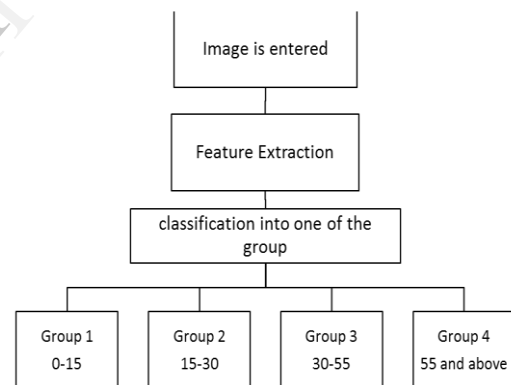 Image is entered
Feature Extraction
classification into one of the
group
Group 1
0-15
Group 2
15-30
Group 3
30-55
Group 4
55 and above